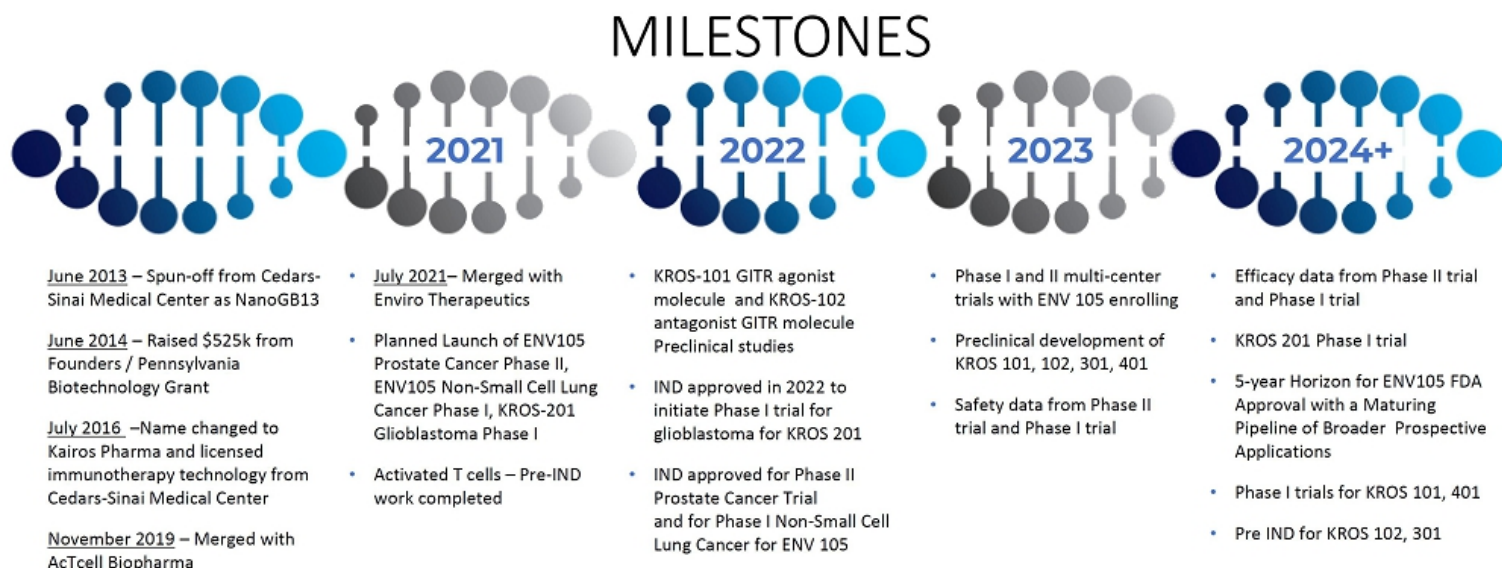 MILESTONES
June 2013 – Spun-off from Cedars-
Sinai Medical Center as NanoGB13
June 2014 – Raised $525k from
Founders / Pennsylvania
Biotechnology Grant
July 2016 –Name changed to
Kairos Pharma and licensed
immunotherapy technology from
Cedars-Sinai Medical Center
November 2019 – Merged with
AcTcell Biopharma
2021
• July 2021– Merged with
Enviro Therapeutics
• Planned Launch of ENV105
Prostate Cancer Phase II,
ENV105 Non-Small Cell Lung
Cancer Phase I, KROS-201
Glioblastoma Phase I
• Activated T cells – Pre-IND
work completed
2022
• KROS-101 GITR agonist
molecule and KROS-102
antagonist GITR molecule
Preclinical studies
• IND approved in 2022 to
initiate Phase I trial for
glioblastoma for KROS 201
• IND approved for Phase II
Prostate Cancer Trial
and for Phase I Non-Small Cell
Lung Cancer for ENV 105
2023
• Phase I and II multi-center
trials with ENV 105 enrolling
• Preclinical development of
KROS 101, 102, 301, 401
• Safety data from Phase II
trial and Phase I trial
2024+
• Efficacy data from Phase II trial
and Phase I trial
• KROS 201 Phase I trial
• 5-year Horizon for ENV105 FDA
Approval with a Maturing
Pipeline of Broader Prospective
Applications
• Phase I trials for KROS 101, 401
• Pre IND for KROS 102, 301